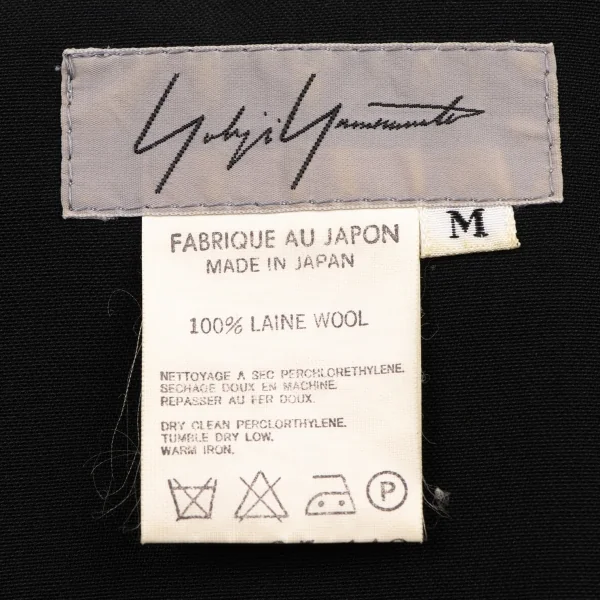 Yohji Yamamoto
M
FABRIQUE AU JAPON
MADE IN JAPAN
100% LAINE WOOL
NETTOYAGE A SEC PERCHLORETHYLENE.
SECHAGE DOUX EN MACHINE.
REPASSER AU FER DOUX.
DRY CLEAN PERCLORTHYLENE.
TUMBLE DRY LOW.
WARM IRON.
P